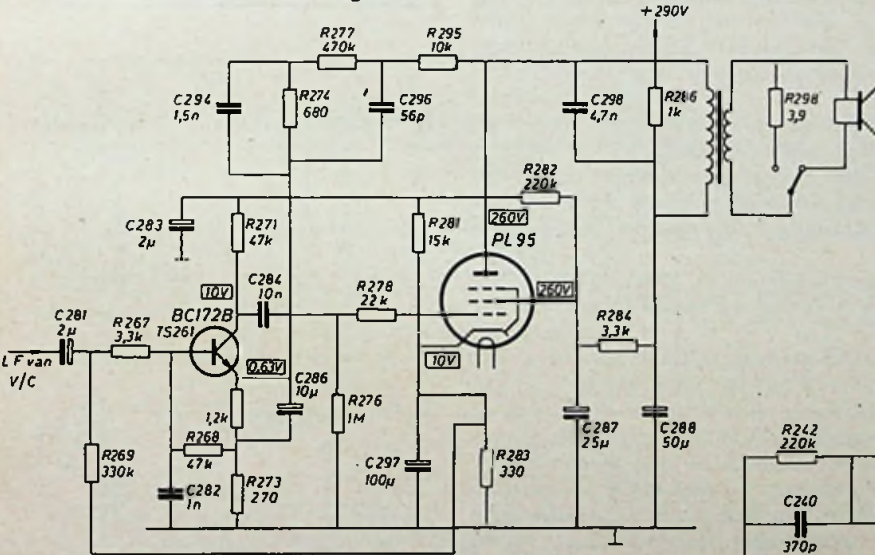 +290V
R277
470k
R295
10k
C294
1,5n
R274
680
C296
56p
C298
4,7n
R286
1k
R298
3,9
R282
220k
C283
2µ
R271
47k
R281
15k
260V
PL95
10V
C284
10n
R278
22k
260V
C281
2µ
R267
3,3k
BC172B
TS261
R284
3,3k
LF van
V/C
0,63V
10V
C286
10µ
R276
1M
1,2k
R269
330k
R268
47k
C287
25µ
C288
50µ
R242
220k
C282
1n
R273
270
C297
100µ
R283
330
C240
370p